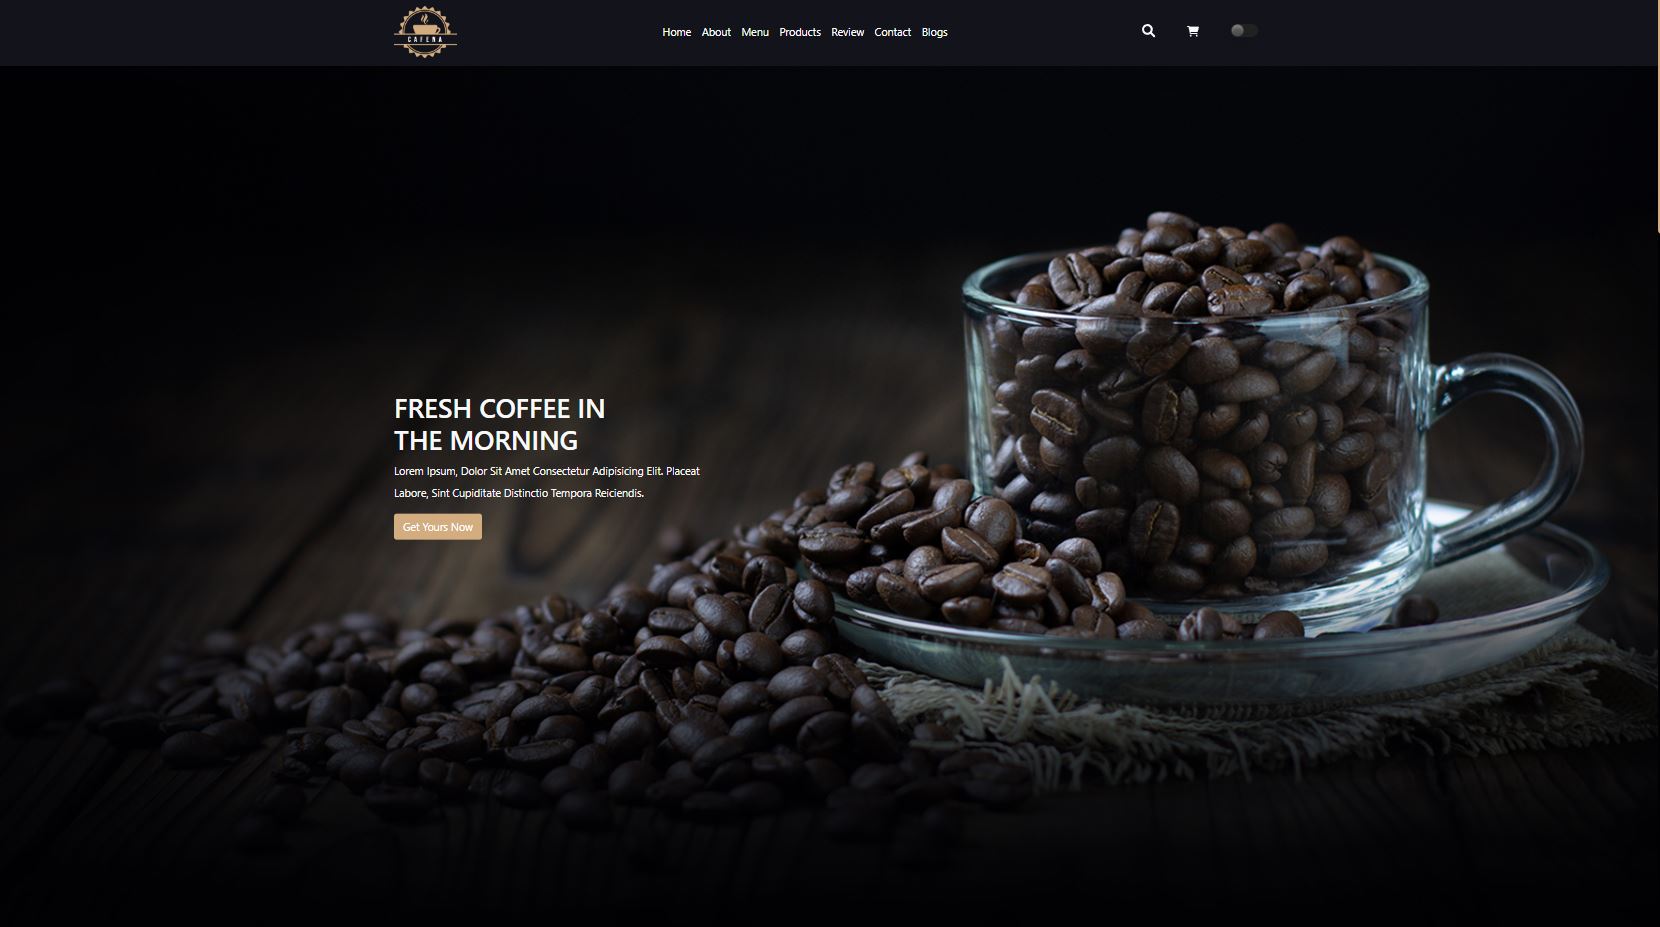 CAFENA
Home About Menu Products Review Contact Blogs
FRESH COFFEE IN
THE MORNING
Lorem Ipsum, Dolor Sit Amet Consectetur Adipisicing Elit. Placeat
Labore, Sint Cupiditate Distinctio Tempora Reiciendis.
Get Yours Now